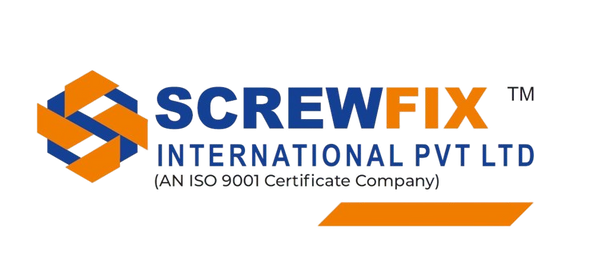 SCREWFIX TM
INTERNATIONAL PVT LTD
(AN ISO 9001 Certificate Company)